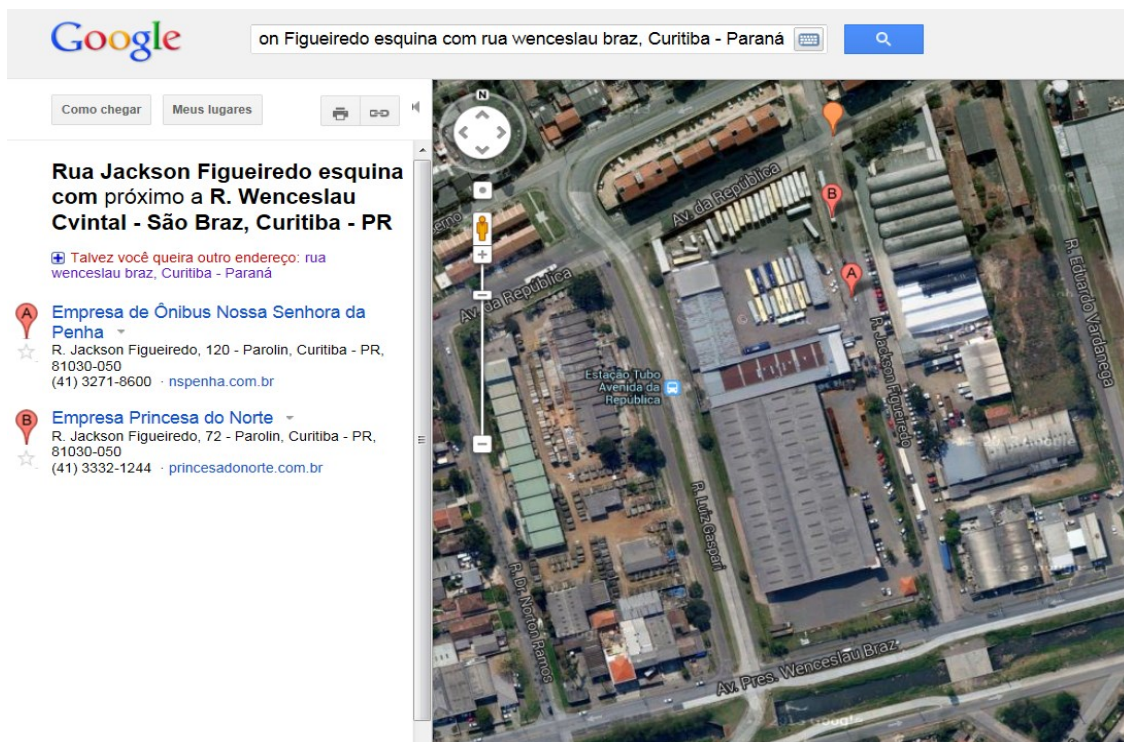 Google
on Figueiredo esquina com rua wenceslau braz, Curitiba - Paraná
Como chegar
Meus lugares
Rua Jackson Figueiredo esquina
com próximo a R. Wenceslau
Cvintal - São Braz, Curitiba - PR
Talvez você queira outro endereço: rua
wenceslau braz, Curitiba - Paraná
A
Empresa de Ônibus Nossa Senhora da
Penha
R. Jackson Figueiredo, 120 - Parolin, Curitiba - PR,
81030-050
(41) 3271-8600 · nspenha.com.br
B
Empresa Princesa do Norte
R. Jackson Figueiredo, 72 - Parolin, Curitiba - PR,
81030-050
(41) 3332-1244 · princesadonorte.com.br
N
Av. da República
B
A
Av. da República
R. Eduardo Vardanega
R. Jackson Figueiredo
Estação Tubo
Avenida da
República
R. Luiz Gaspari
R. Dr. Norton Ramos
Av. Pres. Wenceslau Braz